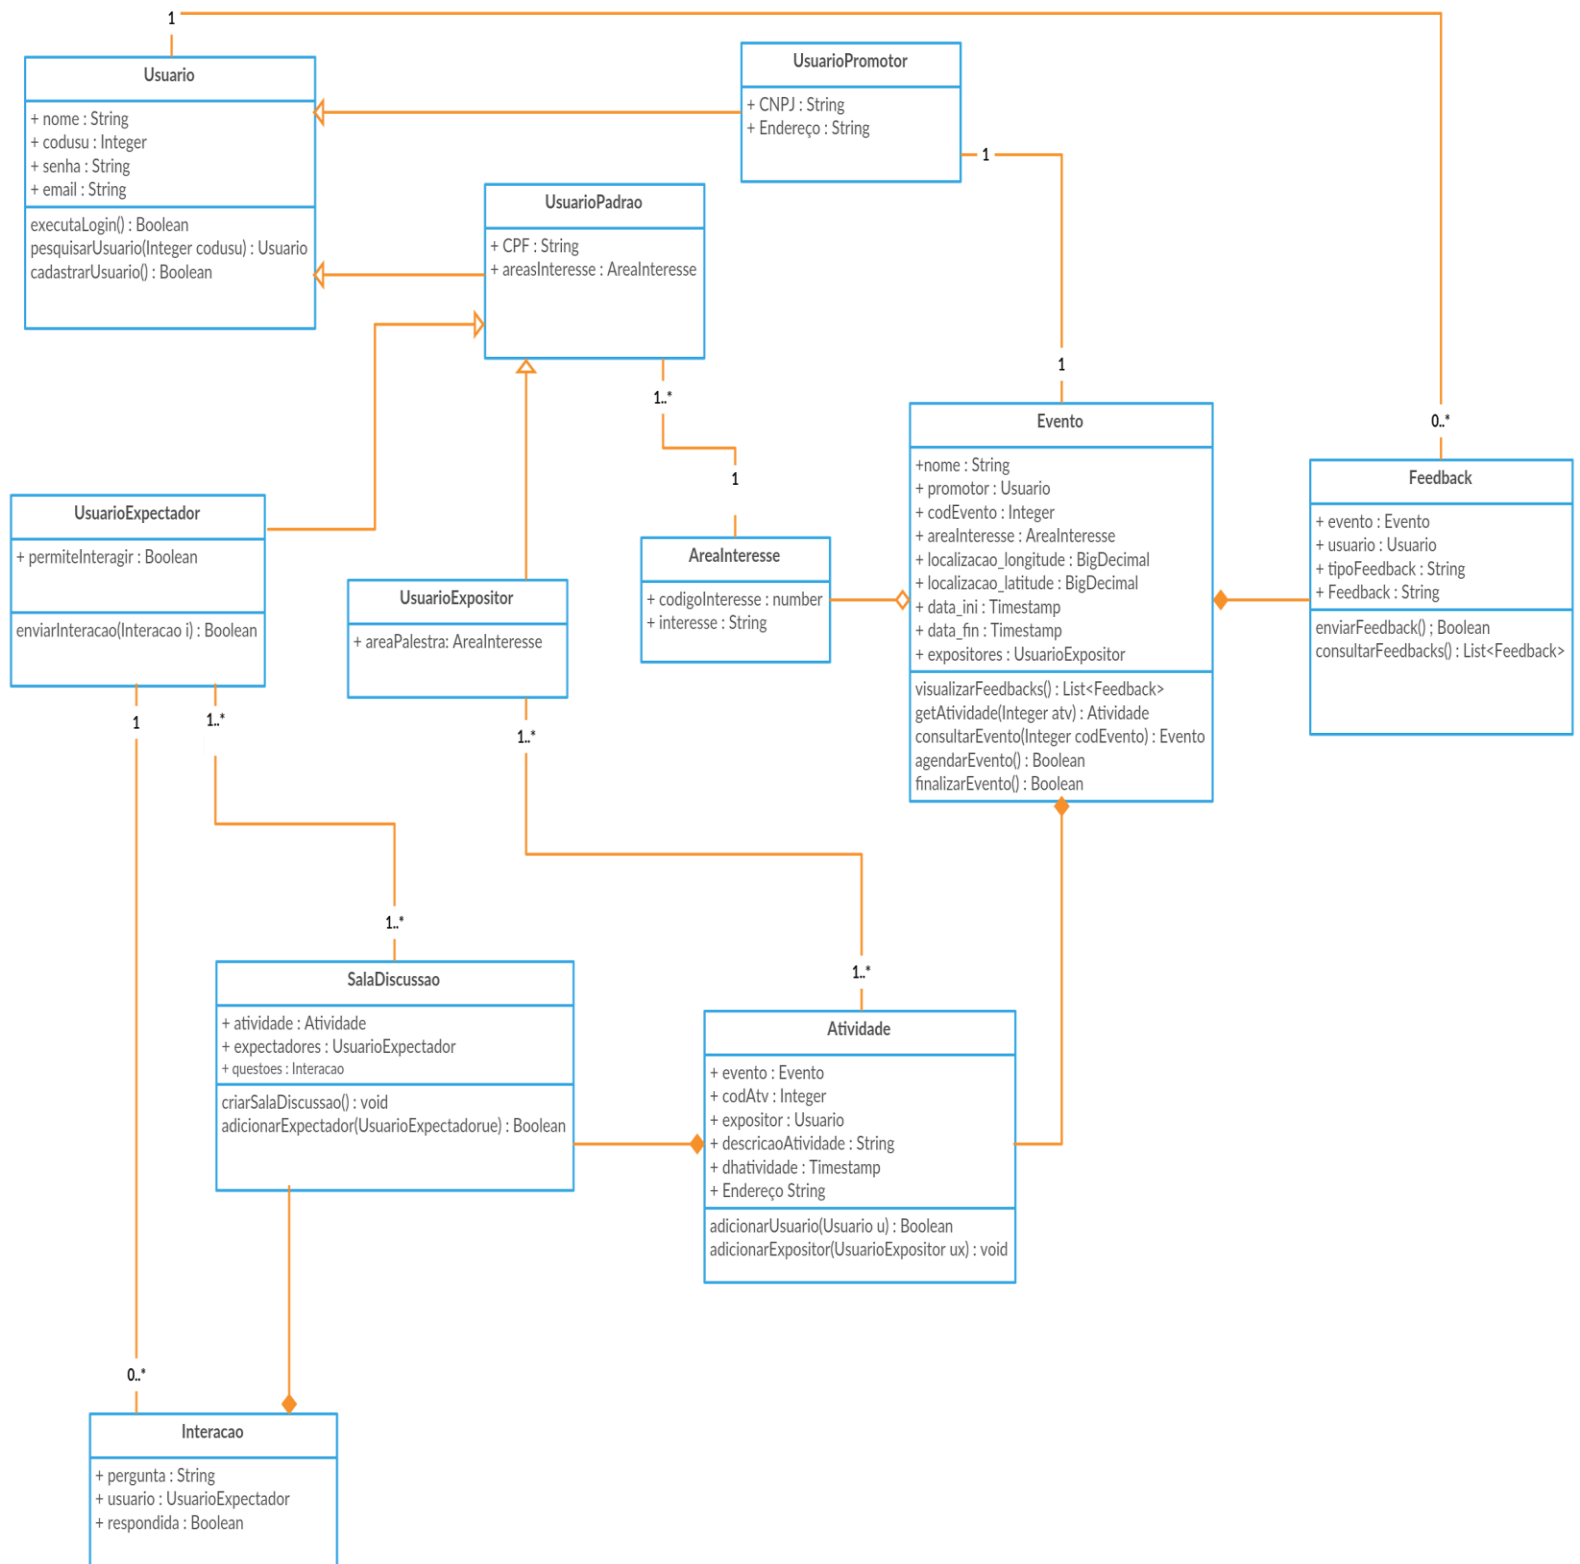 1
Usuario
+ nome : String
+ codusu : Integer
+ senha : String
+ email : String
executaLogin() : Boolean
pesquisarUsuario(Integer codusu) : Usuario
cadastrarUsuario() : Boolean
UsuarioPromotor
+ CNPJ : String
+ Endereço : String
1
UsuarioPadrao
+ CPF : String
+ areasInteresse : AreaInteresse
1..*
1
1
0..*
Evento
+nome : String
+ promotor : Usuario
+ codEvento : Integer
+ areaInteresse : AreaInteresse
+ localizacao_longitude : BigDecimal
+ localizacao_latitude : BigDecimal
+ data_ini : Timestamp
+ data_fin : Timestamp
+ expositores : UsuarioExpositor
visualizarFeedbacks() : List<Feedback>
getAtividade(Integer atv) : Atividade
consultarEvento(Integer codEvento) : Evento
agendarEvento() : Boolean
finalizarEvento() : Boolean
Feedback
+ evento : Evento
+ usuario : Usuario
+ tipoFeedback : String
+ Feedback : String
enviarFeedback() ; Boolean
consultarFeedbacks() : List<Feedback>
UsuarioExpectador
+ permiteInteragir : Boolean
enviarInteracao(Interacao i) : Boolean
UsuarioExpositor
+ areaPalestra: AreaInteresse
AreaInteresse
+ codigoInteresse : number
+ interesse : String
1
1..*
1..*
1..*
1..*
SalaDiscussao
+ atividade : Atividade
+ expectadores : UsuarioExpectador
+ questoes : Interacao
criarSalaDiscussao() : void
adicionarExpectador(UsuarioExpectadorue) : Boolean
Atividade
+ evento : Evento
+ codAtv : Integer
+ expositor : Usuario
+ descricaoAtividade : String
+ dhatividade : Timestamp
+ Endereço String
adicionarUsuario(Usuario u) : Boolean
adicionarExpositor(UsuarioExpositor ux) : void
0..*
Interacao
+ pergunta : String
+ usuario : UsuarioExpectador
+ respondida : Boolean